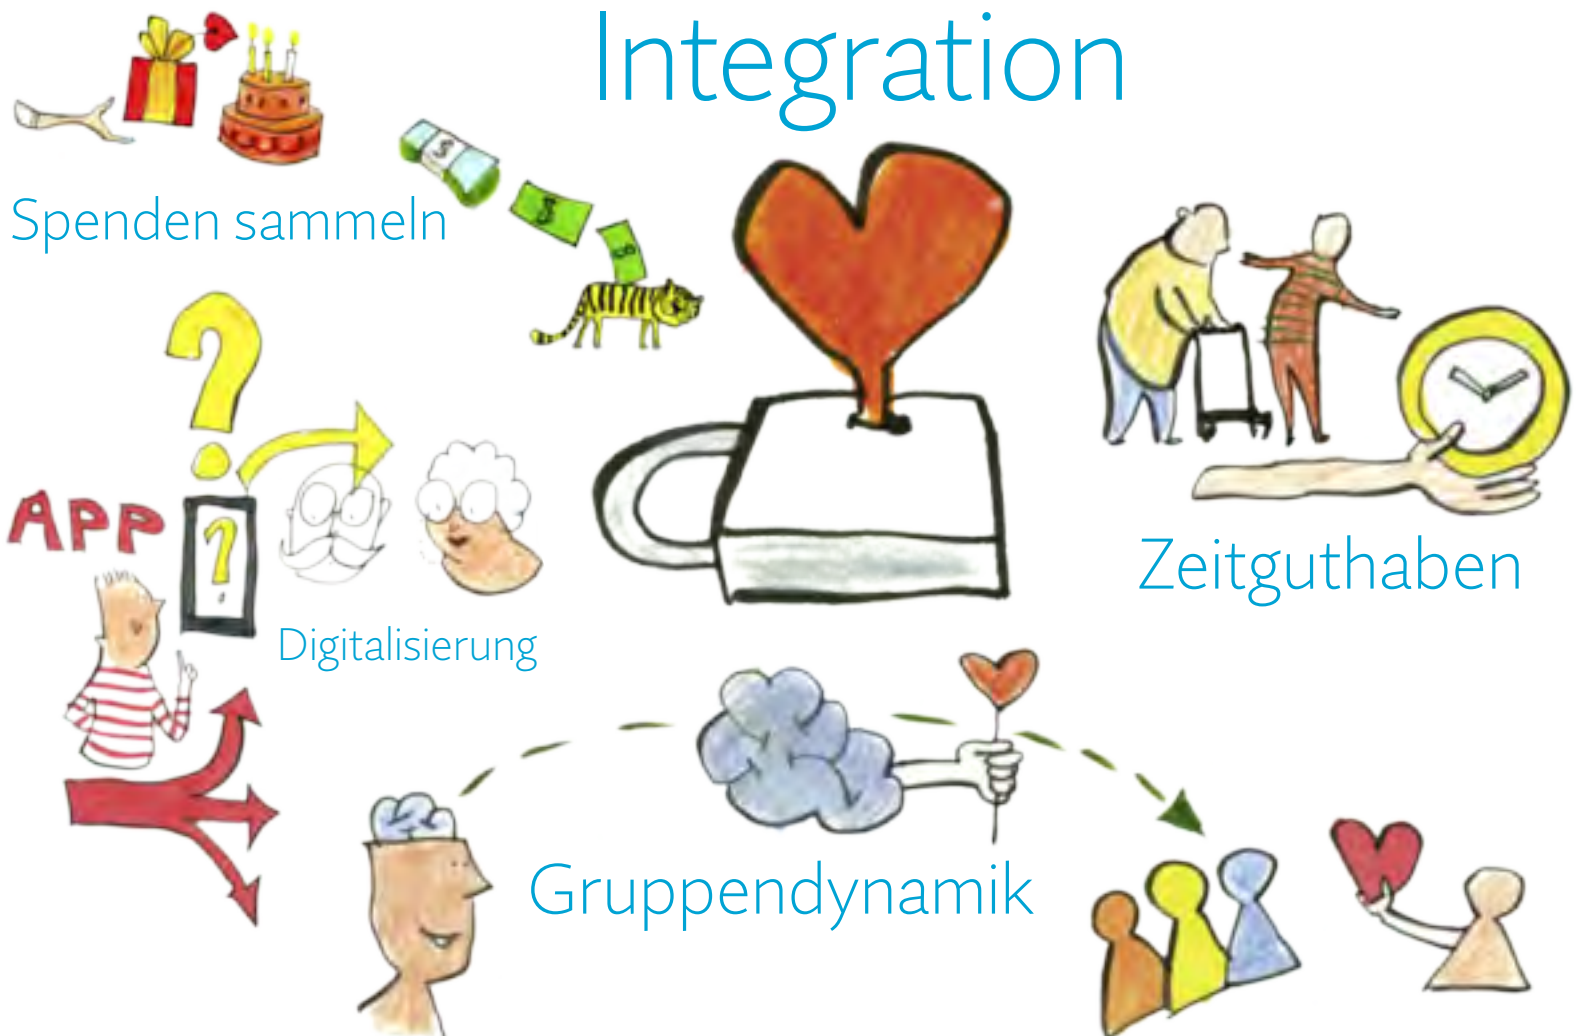 Integration
Spenden sammeln
$
$
$
?
APP
?
Digitalisierung
Zeitguthaben
Gruppendynamik